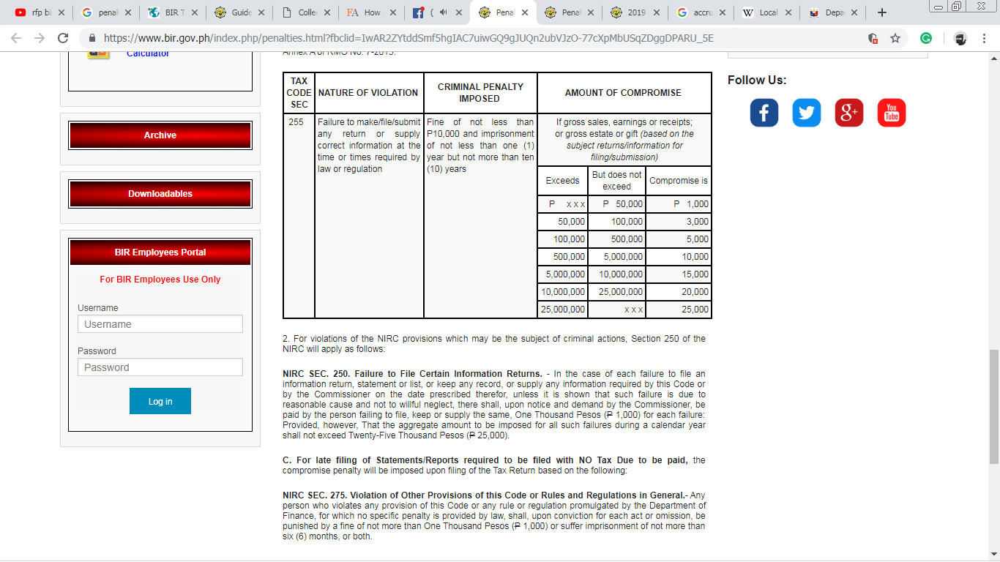 rfp bi
penal
BIR T
Guide
Collec
How
(
Penal
Penal
2019
accru
Local
Depa
https://www.bir.gov.ph/index.php/penalties.html?fbclid=IwAR2ZYtddSmf5hgIAC7uiwGQ9gJUQn2ubVJzO-77cXpMbUSqZDggDPARU_5E
Calculator
Archive
Downloadables
BIR Employees Portal
For BIR Employees Use Only
Username
Username
Password
Password
Log in
Annex A of RMO No. 7-2015.
TAX CODE SEC
NATURE OF VIOLATION
CRIMINAL PENALTY IMPOSED
AMOUNT OF COMPROMISE
255
Failure to make/file/submit
any return or supply
correct information at the
time or times required by
law or regulation
Fine of not less than
P10,000 and imprisonment
of not less than one (1)
year but not more than ten
(10) years
If gross sales, earnings or receipts;
or gross estate or gift (based on the
subject returns/information for
filing/submission)
Exceeds But does not exceed Compromise is
P x x x P 50,000 P 1,000
50,000 100,000 3,000
100,000 500,000 5,000
500,000 5,000,000 10,000
5,000,000 10,000,000 15,000
10,000,000 25,000,000 20,000
25,000,000 x x x 25,000
2. For violations of the NIRC provisions which may be the subject of criminal actions, Section 250 of the
NIRC will apply as follows:
NIRC SEC. 250. Failure to File Certain Information Returns. - In the case of each failure to file an
information return, statement or list, or keep any record, or supply any information required by this Code or
by the Commissioner on the date prescribed therefor, unless it is shown that such failure is due to
reasonable cause and not to willful neglect, there shall, upon notice and demand by the Commissioner, be
paid by the person failing to file, keep or supply the same, One Thousand Pesos (₱ 1,000) for each failure:
Provided, however, That the aggregate amount to be imposed for all such failures during a calendar year
shall not exceed Twenty-Five Thousand Pesos (₱ 25,000).
C. For late filing of Statements/Reports required to be filed with NO Tax Due to be paid, the
compromise penalty will be imposed upon filing of the Tax Return based on the following:
NIRC SEC. 275. Violation of Other Provisions of this Code or Rules and Regulations in General.- Any
person who violates any provision of this Code or any rule or regulation promulgated by the Department of
Finance, for which no specific penalty is provided by law, shall, upon conviction for each act or omission, be
punished by a fine of not more than One Thousand Pesos (₱ 1,000) or suffer imprisonment of not more than
six (6) months, or both.
Follow Us:
f
g+
You
Tube